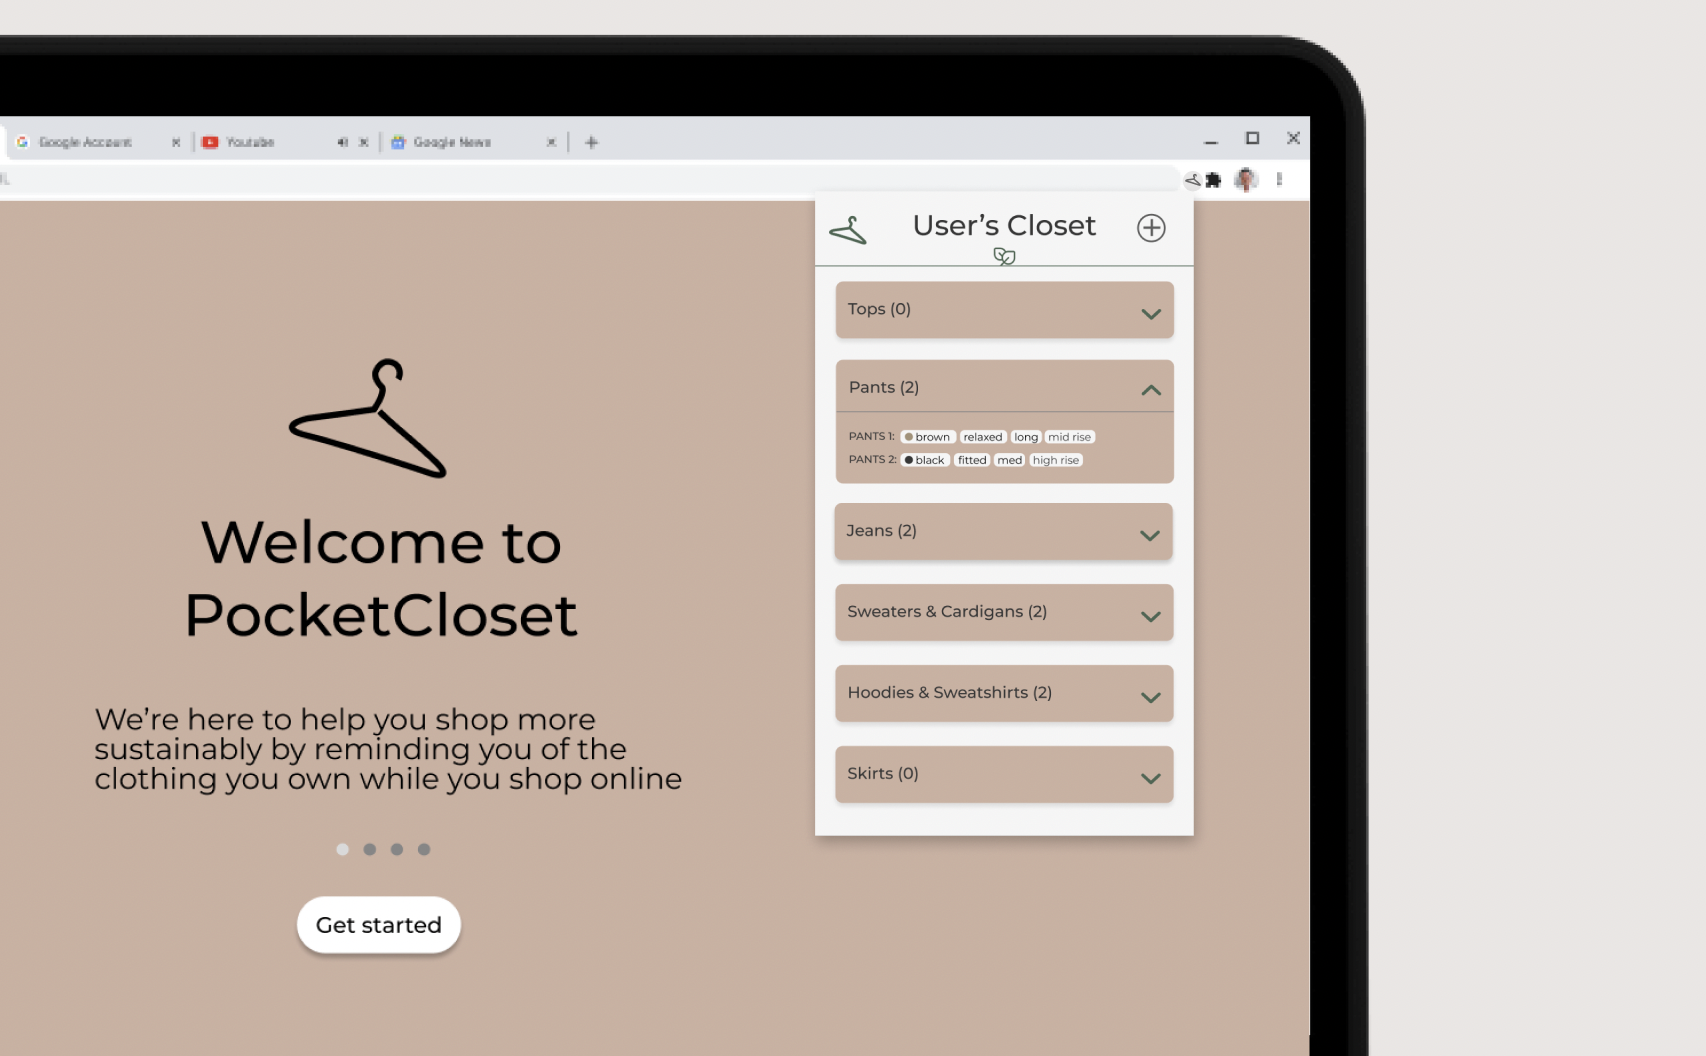 Google Account
Youtube
Google News
User’s Closet
Tops (0)
Pants (2)
PANTS 1: brown relaxed long mid rise
PANTS 2: black fitted med high rise
Jeans (2)
Sweaters & Cardigans (2)
Hoodies & Sweatshirts (2)
Skirts (0)
Welcome to
PocketCloset
We’re here to help you shop more
sustainably by reminding you of the
clothing you own while you shop online
Get started